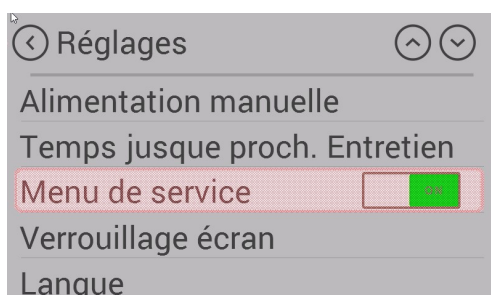 Réglages
Alimentation manuelle
Temps jusque proch. Entretien
Menu de service
Verrouillage écran
Langue